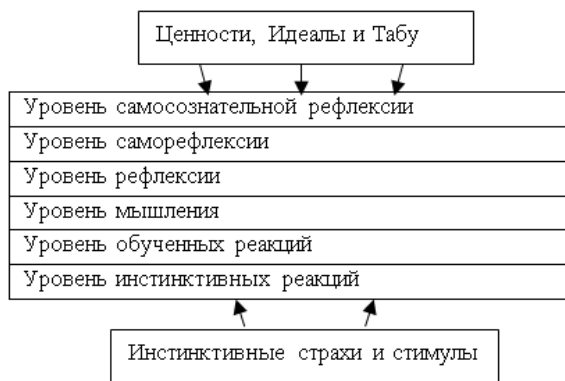 Ценности, Идеалы и Табу
Уровень самосознательной рефлексии
Уровень саморефлексии
Уровень рефлексии
Уровень мышления
Уровень обученных реакций
Уровень инстинктивных реакций
Инстинктивные страхи и стимулы